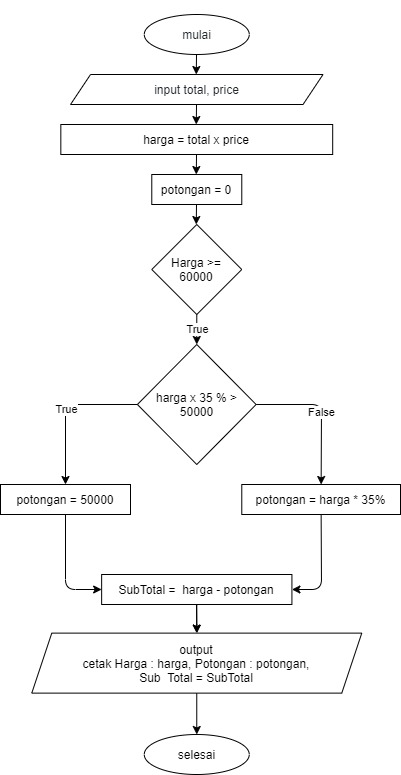 mulai
input total, price
harga = total x price
potongan = 0
Harga >=
60000
True
harga x 35 % >
50000
True
False
potongan = 50000
potongan = harga * 35%
SubTotal = harga - potongan
output
cetak Harga : harga, Potongan : potongan,
Sub Total = SubTotal
selesai